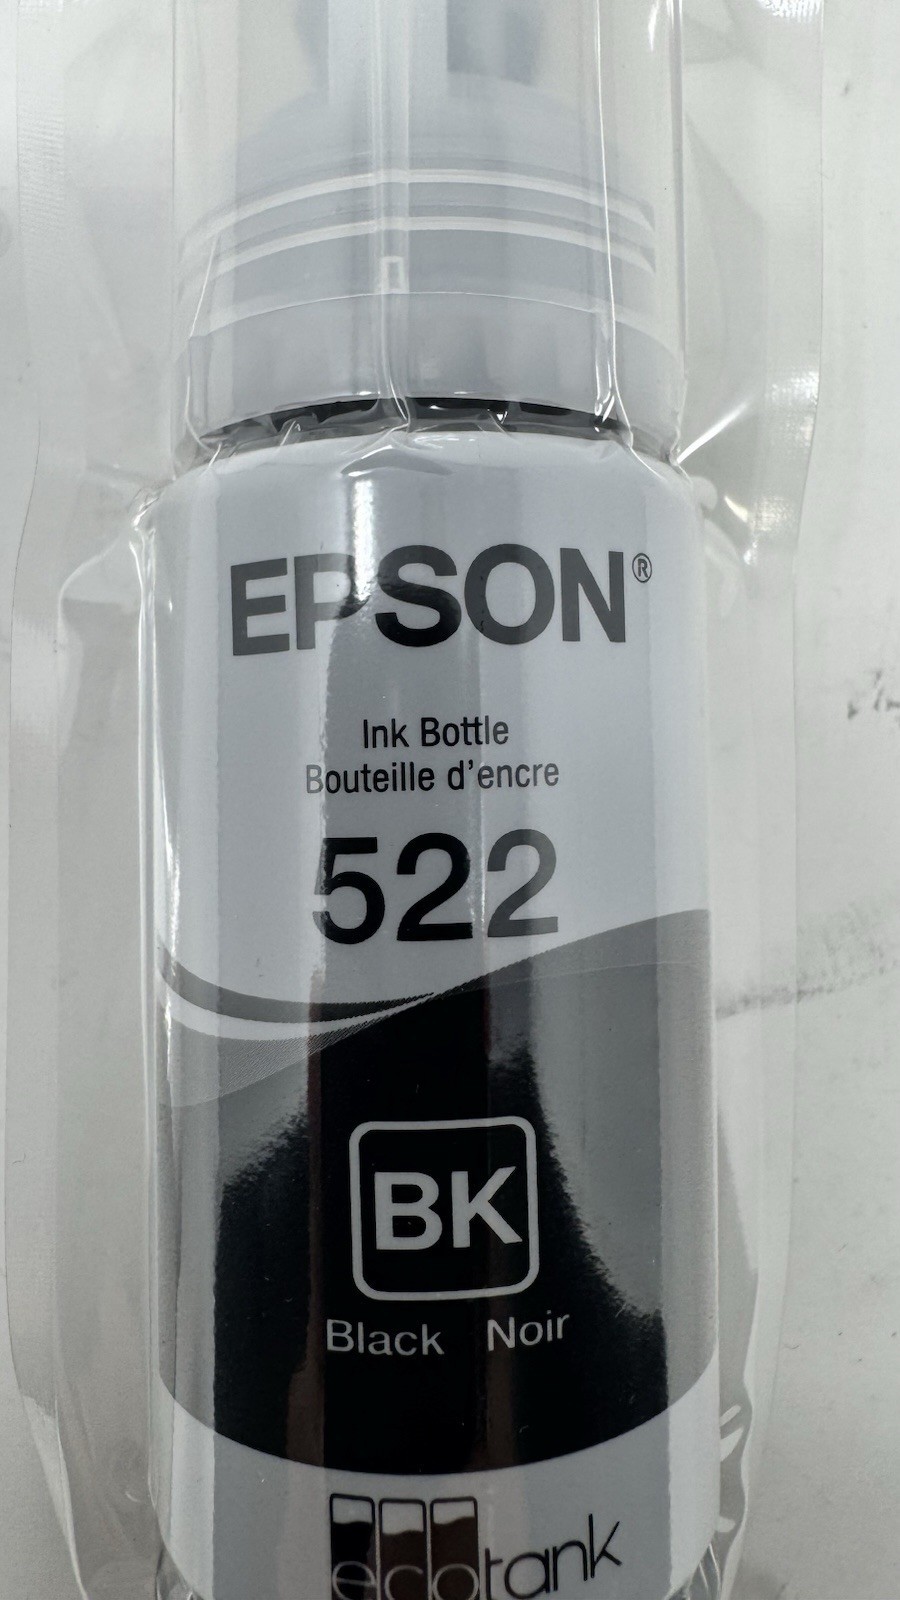 EPSON®
Ink Bottle
Bouteille d'encre
522
BK
Black Noir
ecotank